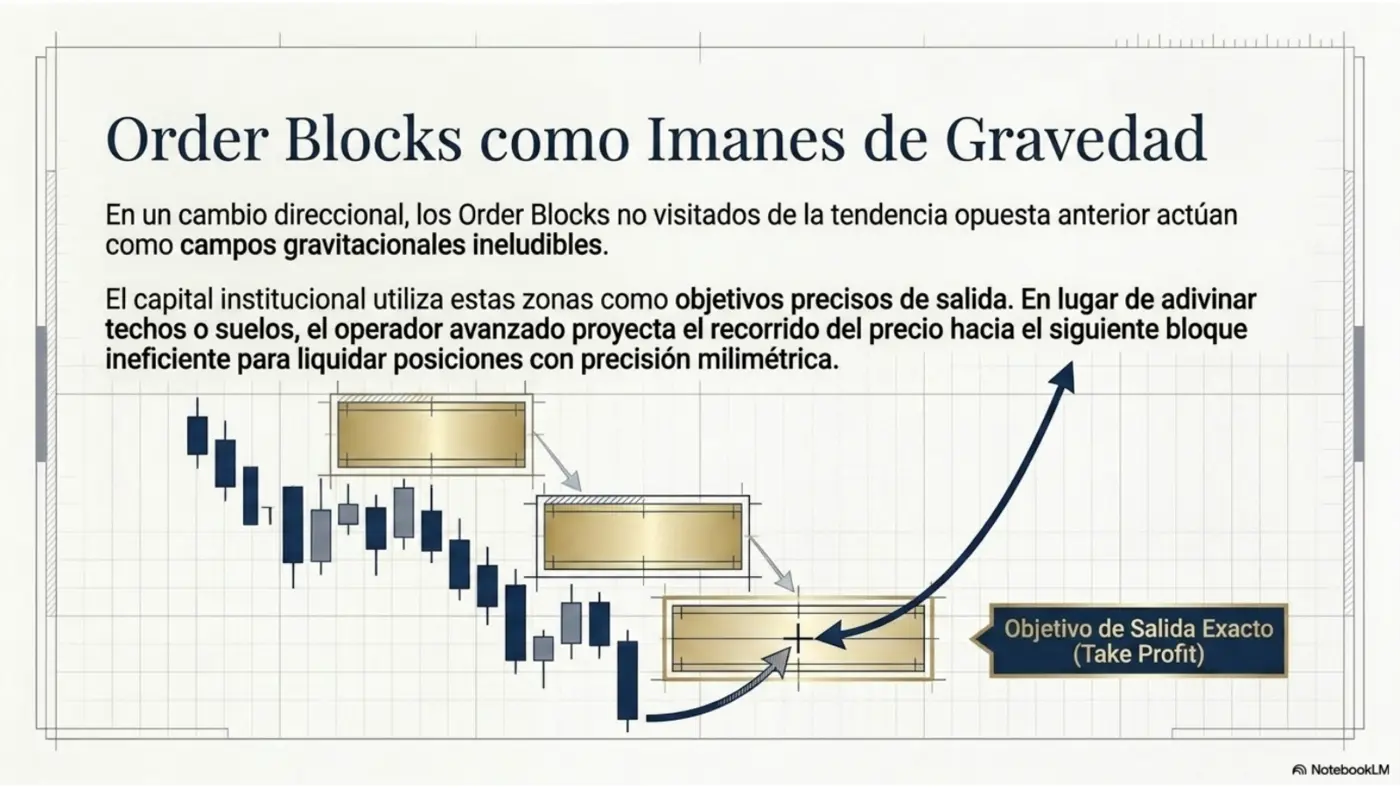 Order Blocks como Imanes de Gravedad
En un cambio direccional, los Order Blocks no visitados de la tendencia opuesta anterior actúan
como campos gravitacionales ineludibles.
El capital institucional utiliza estas zonas como objetivos precisos de salida. En lugar de adivinar
techos o suelos, el operador avanzado proyecta el recorrido del precio hacia el siguiente bloque
ineficiente para liquidar posiciones con precisión milimétrica.
Objetivo de Salida Exacto
(Take Profit)
NotebookLM